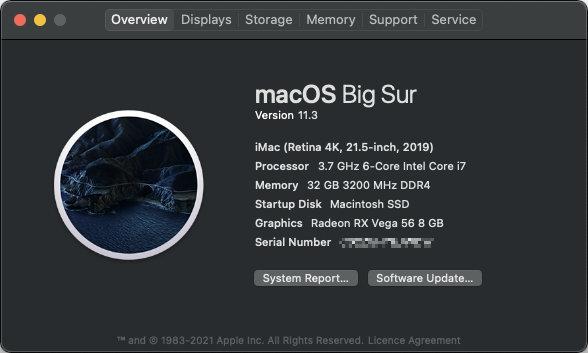 Overview Displays Storage Memory Support Service
macOS Big Sur
Version 11.3
iMac (Retina 4K, 21.5-inch, 2019)
Processor 3.7 GHz 6-Core Intel Core i7
Memory 32 GB 3200 MHz DDR4
Startup Disk Macintosh SSD
Graphics Radeon RX Vega 56 8 GB
Serial Number
System Report... Software Update...
™ and © 1983-2021 Apple Inc. All Rights Reserved. Licence Agreement